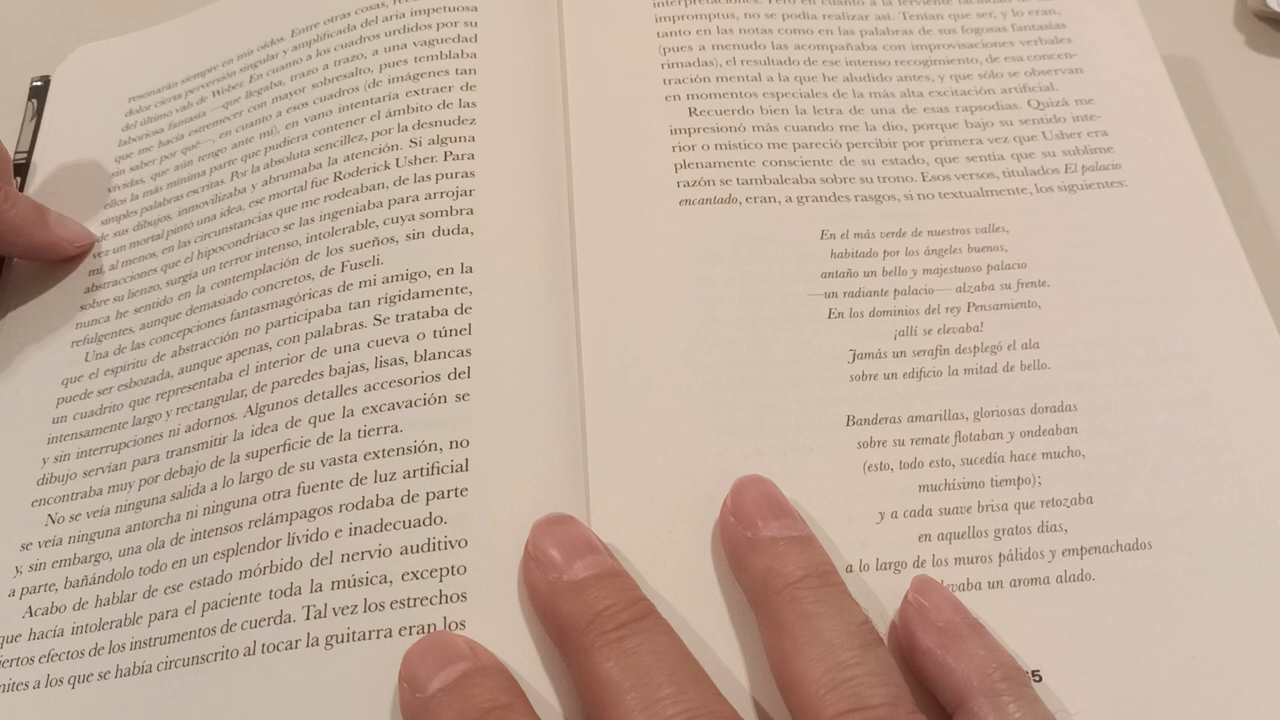 resonarán siempre en mis oídos. Entre otras cosas,
dolor cierta perversión singular y amplificada del aria impetuosa
del último vals de Weber. En cuanto a los cuadros urdidos por su
laboriosa fantasía —que llegaba, trazo a trazo, a una vaguedad
que me hacía estremecer con mayor sobresalto, pues temblaba
sin saber por qué—, en cuanto a esos cuadros (de imágenes tan
vívidas, que aún tengo ante mí), en vano intentaría extraer de
ellos la más mínima parte que pudiera contener el ámbito de las
simples palabras escritas. Por la absoluta sencillez, por la desnudez
de sus dibujos, inmovilizaba y abrumaba la atención. Si alguna
vez un mortal pintó una idea, ese mortal fue Roderick Usher. Para
mí, al menos, en las circunstancias que me rodeaban, de las puras
abstracciones que el hipocondríaco se las ingeniaba para arrojar
sobre su lienzo, surgía un terror intenso, intolerable, cuya sombra
nunca he sentido en la contemplación de los sueños, sin duda,
refulgentes, aunque demasiado concretos, de Fuseli.
Una de las concepciones fantasmagóricas de mi amigo, en la
que el espíritu de abstracción no participaba tan rígidamente,
puede ser esbozada, aunque apenas, con palabras. Se trataba de
un cuadrito que representaba el interior de una cueva o túnel
intensamente largo y rectangular, de paredes bajas, lisas, blancas
y sin interrupciones ni adornos. Algunos detalles accesorios del
dibujo servían para transmitir la idea de que la excavación se
encontraba muy por debajo de la superficie de la tierra.
No se veía ninguna salida a lo largo de su vasta extensión, no
se veía ninguna antorcha ni ninguna otra fuente de luz artificial
y, sin embargo, una ola de intensos relámpagos rodaba de parte
a parte, bañándolo todo en un esplendor lívido e inadecuado.
Acabo de hablar de ese estado mórbido del nervio auditivo
que hacía intolerable para el paciente toda la música, excepto
iertos efectos de los instrumentos de cuerda. Tal vez los estrechos
mites a los que se había circunscrito al tocar la guitarra eran los
interpretaciones. Pero en cuanto a la ferviente
impromptus, no se podía realizar así. Tenían que ser, y lo eran,
tanto en las notas como en las palabras de sus fogosas fantasías
(pues a menudo las acompañaba con improvisaciones verbales
rimadas), el resultado de ese intenso recogimiento, de esa concen-
tración mental a la que he aludido antes, y que sólo se observan
en momentos especiales de la más alta excitación artificial.
Recuerdo bien la letra de una de esas rapsodias. Quizá me
impresionó más cuando me la dio, porque bajo su sentido inte-
rior o místico me pareció percibir por primera vez que Usher era
plenamente consciente de su estado, que sentía que su sublime
razón se tambaleaba sobre su trono. Esos versos, titulados El palacio
encantado, eran, a grandes rasgos, si no textualmente, los siguientes:
En el más verde de nuestros valles,
habitado por los ángeles buenos,
antaño un bello y majestuoso palacio
—un radiante palacio— alzaba su frente.
En los dominios del rey Pensamiento,
¡allí se elevaba!
Jamás un serafín desplegó el ala
sobre un edificio la mitad de bello.
Banderas amarillas, gloriosas doradas
sobre su remate flotaban y ondeaban
(esto, todo esto, sucedía hace mucho,
muchísimo tiempo);
y a cada suave brisa que retozaba
en aquellos gratos días,
a lo largo de los muros pálidos y empenachados
levaba un aroma alado.
5